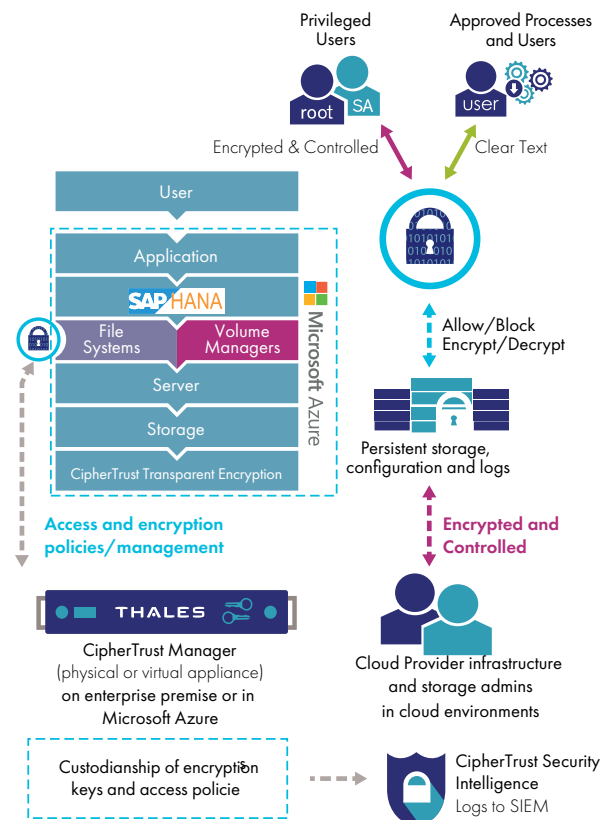 Privileged
Users
Approved Processes
and Users
root
SA
user
Encrypted & Controlled
Clear Text
User
Application
SAP HANA
File
Systems
Volume
Managers
Server
Storage
CipherTrust Transparent Encryption
Microsoft Azure
1010
010101
10101
Allow/Block
Encrypt/Decrypt
Persistent storage,
configuration and logs
Access and encryption
policies/management
Encrypted and
Controlled
THALES
CipherTrust Manager
(physical or virtual appliance)
on enterprise premise or in
Microsoft Azure
Cloud Provider infrastructure
and storage admins
in cloud environments
Custodianship of encryption
keys and access policie
s
CipherTrust Security
Intelligence
Logs to SIEM